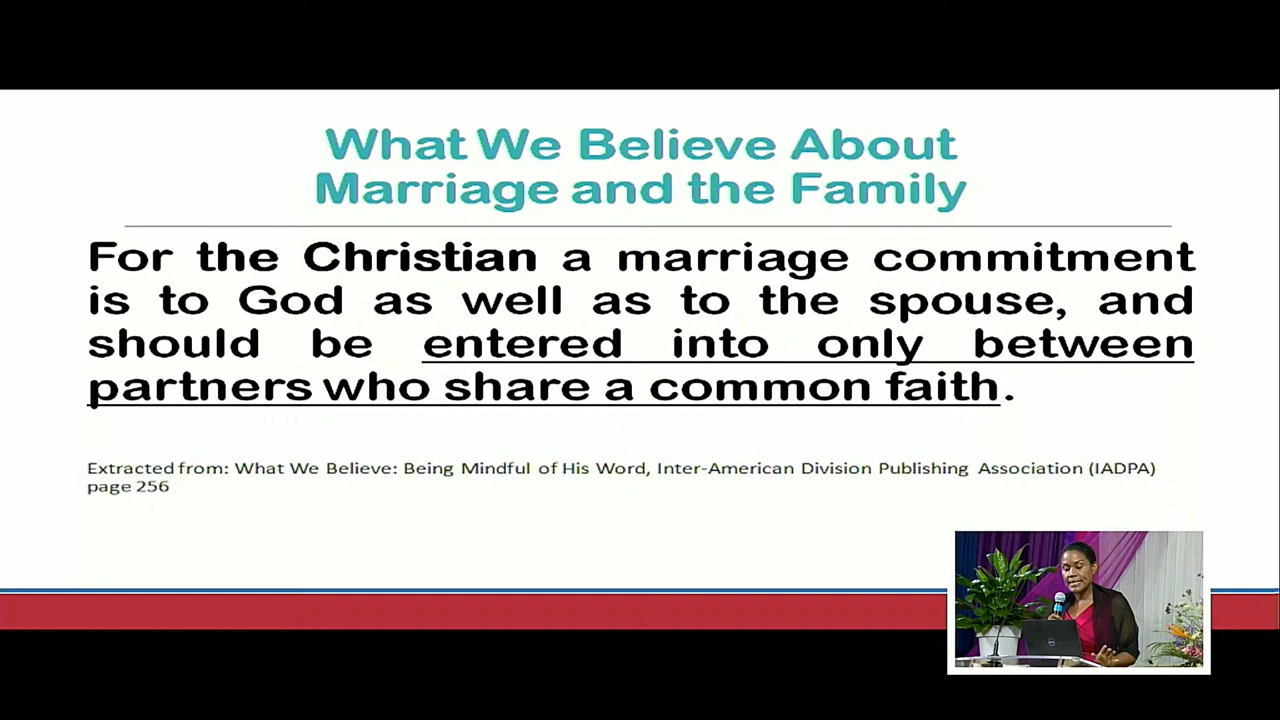 What We Believe About
Marriage and the Family
For the Christian a marriage commitment
is to God as well as to the spouse, and
should be entered into only between
partners who share a common faith.
Extracted from: What We Believe: Being Mindful of His Word, Inter-American Division Publishing Association (IADPA)
page 256